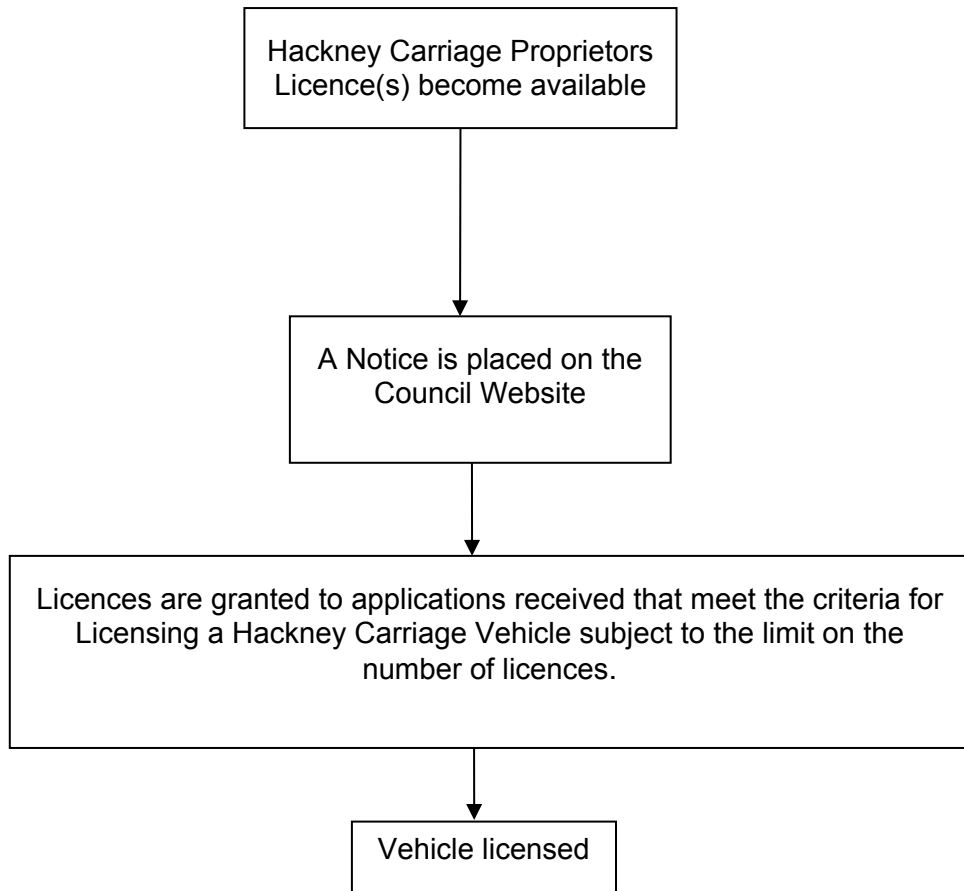 Hackney Carriage Proprietors
Licence(s) become available
A Notice is placed on the
Council Website
Licences are granted to applications received that meet the criteria for
Licensing a Hackney Carriage Vehicle subject to the limit on the
number of licences.
Vehicle licensed